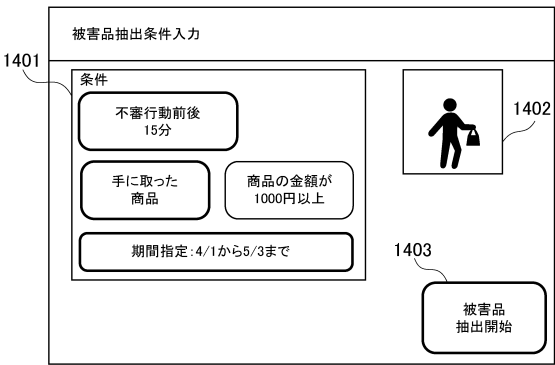 被害品抽出条件入力
1401
条件
不審行動前後
15分
手に取った
商品
商品の金額が
1000円以上
期間指定:4/1から5/3まで
1402
1403
被害品
抽出開始